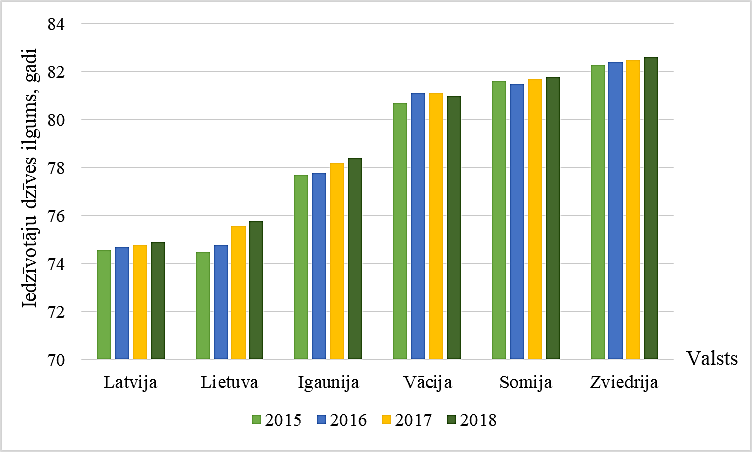 Iedzīvotāju dzīves ilgums, gadi
84
82
80
78
76
74
72
70
Latvija Lietuva Igaunija Vācija Somija Zviedrija
Valsts
2015 2016 2017 2018